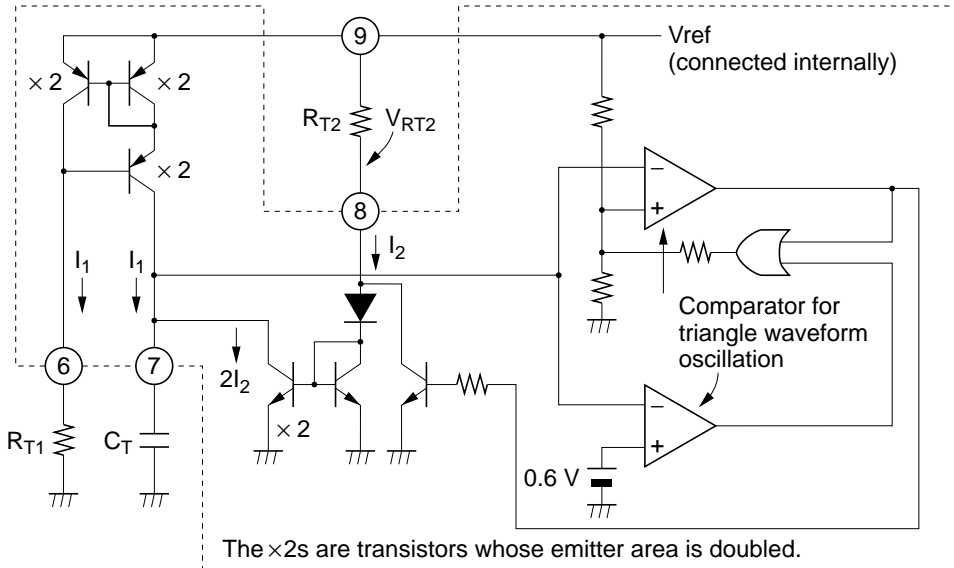 9
Vref
(connected internally)
× 2
× 2
RT2
VRT2
× 2
−
+
8
I2
I1
I1
Comparator for
triangle waveform
oscillation
6
7
2I2
−
+
× 2
RT1
CT
0.6 V
The ×2s are transistors whose emitter area is doubled.